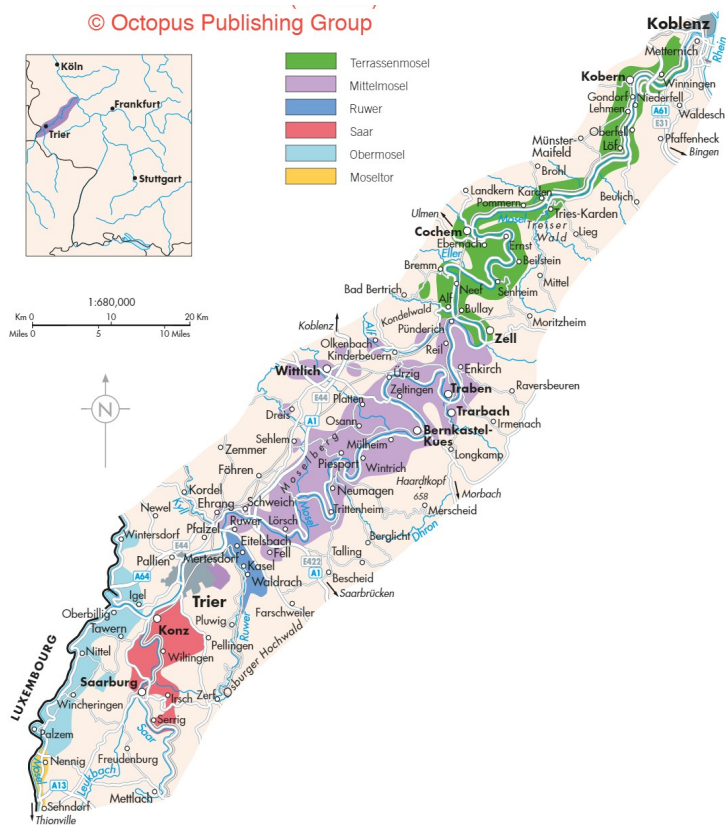 © Octopus Publishing Group
Köln
Frankfurt
Trier
Stuttgart
Terrassenmosel
Mittelmosel
Ruwer
Saar
Obermosel
Moseltor
1:680,000
Km 0 10 20 Km
Miles 0 5 10 Miles
N
Koblenz
Rhein
Metternich
Kobern
Winningen
Gondorf
Niederfell
Lehmen
A61
Waldesch
E31
Oberfell
Münster
Maifeld
Löf
Pfaffenheck
Bingen
Brohl
Landkern
Karden
Pommern
Beulich
Ulmen
Mosel
Tries-Karden
Treiser
Wald
Lieg
Cochem
Ebernach
Ernst
Eller
Beilstein
Bremm
Bad Bertrich
Neef
Senheim
Mittel
Alf
Kondelwald
Bullay
Moritzheim
Koblenz
Alf
Pünderich
Zell
Olkenbach
Kinderbeuern
Reil
Wittlich
Enkirch
Ürzig
Zeltingen
Traben
Raversbeuren
E44
Platten
Trarbach
Dreis
A1
Osann
Irmenach
Bernkastel-
Kues
Sehlem
Moselberg
Mülheim
Zemmer
Piesport
Wintrich
Longkamp
Föhren
Haardtkopf
658
Morbach
Kordel
Neumagen
Kyll
Newel
Ehrang
Schweich
Mosel
Trittenheim
Merscheid
Ruwer
Lörsch
Dhron
Wintersdorf
Pfalzel
Eitelsbach
Berglicht
E44
Fell
Talling
Pallien
Mertesdorf
Kasel
E422
A1
Bescheid
A64
Waldrach
Saarbrücken
Igel
Trier
Oberbillig
Farschweiler
Konz
Pluwig
Ruwer
Tawern
Pellingen
Nittel
Wiltingen
Osburger Hochwald
LUXEMBOURG
Saarburg
Irsch
Zerf
Wincheringen
Serrig
Saar
Palzem
Freudenburg
Nennig
Mosel
Leukbach
A13
Mettlach
Sehndorf
Thionville